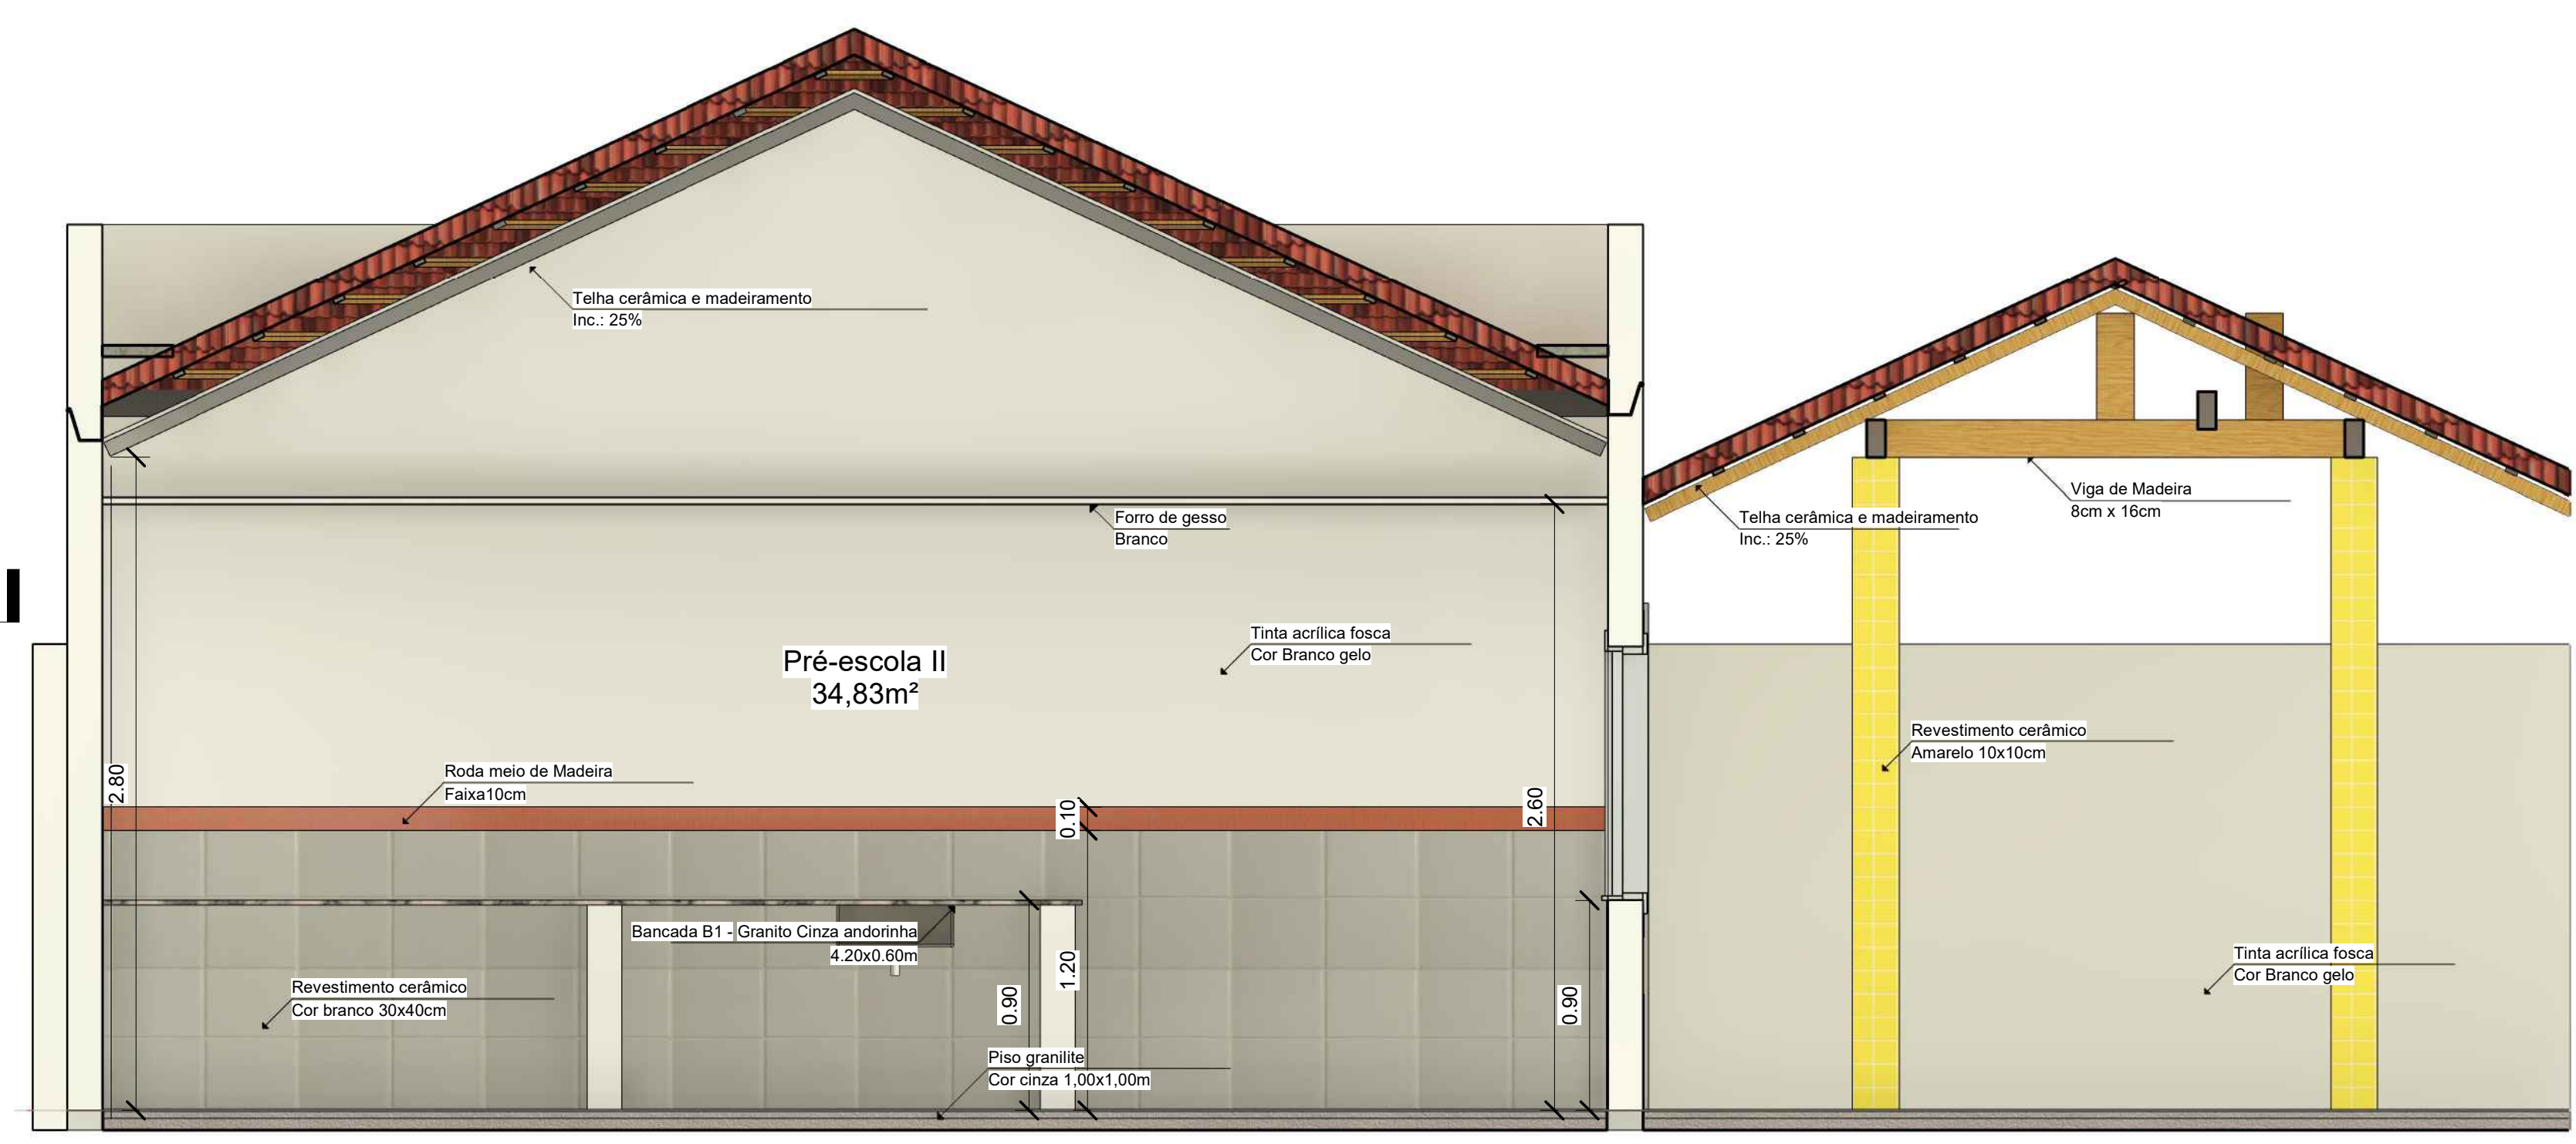 Telha cerâmica e madeiramento
Inc.: 25%
Viga de Madeira
8cm x 16cm
Forro de gesso
Branco
Telha cerâmica e madeiramento
Inc.: 25%
Tinta acrílica fosca
Cor Branco gelo
Pré-escola II
34,83m²
Revestimento cerâmico
Amarelo 10x10cm
Roda meio de Madeira
Faixa10cm
2.80
0.10
2.60
Bancada B1 - Granito Cinza andorinha
4.20x0.60m
Tinta acrílica fosca
Cor Branco gelo
Revestimento cerâmico
Cor branco 30x40cm
0.90
1.20
0.90
Piso granilite
Cor cinza 1,00x1,00m